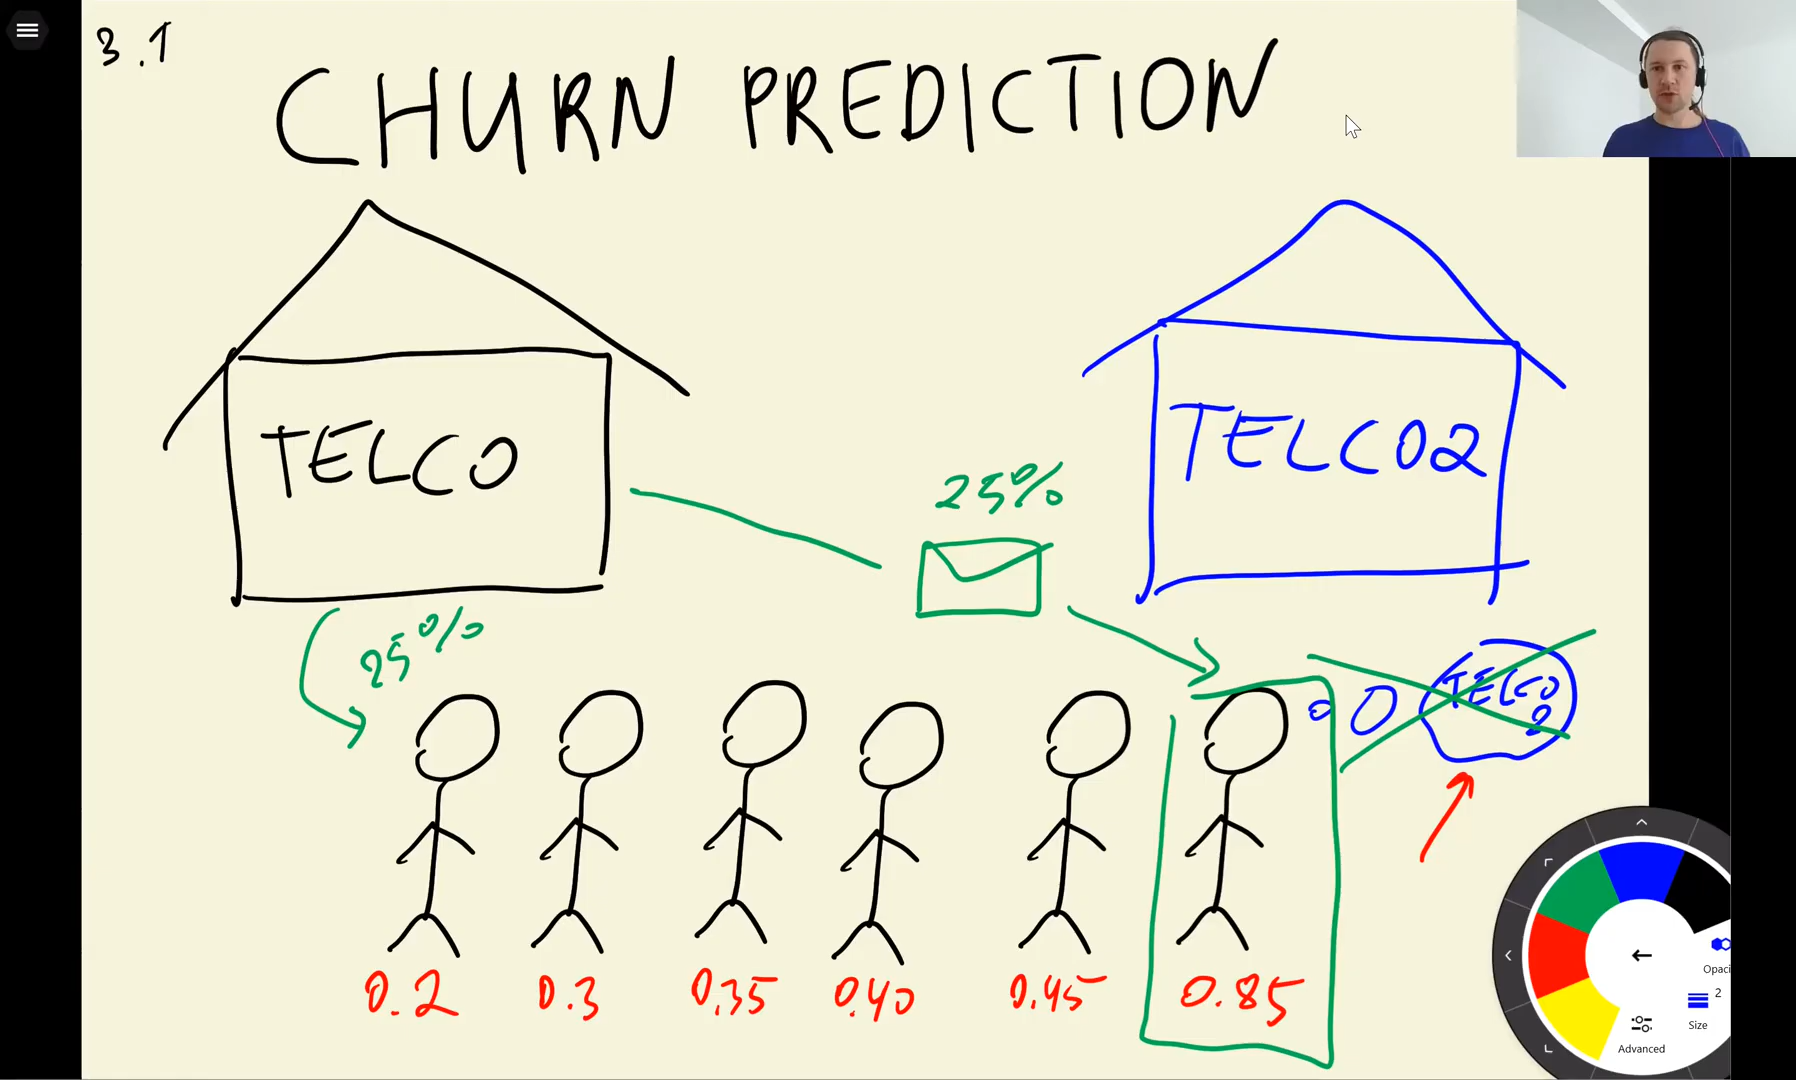 3.1
CHURN PREDICTION
TELCO
TELCO2
25%
25%
TELCO
2
0.2 0.3 0.35 0.40 0.45 0.85
Opaci
2
Size
Advanced